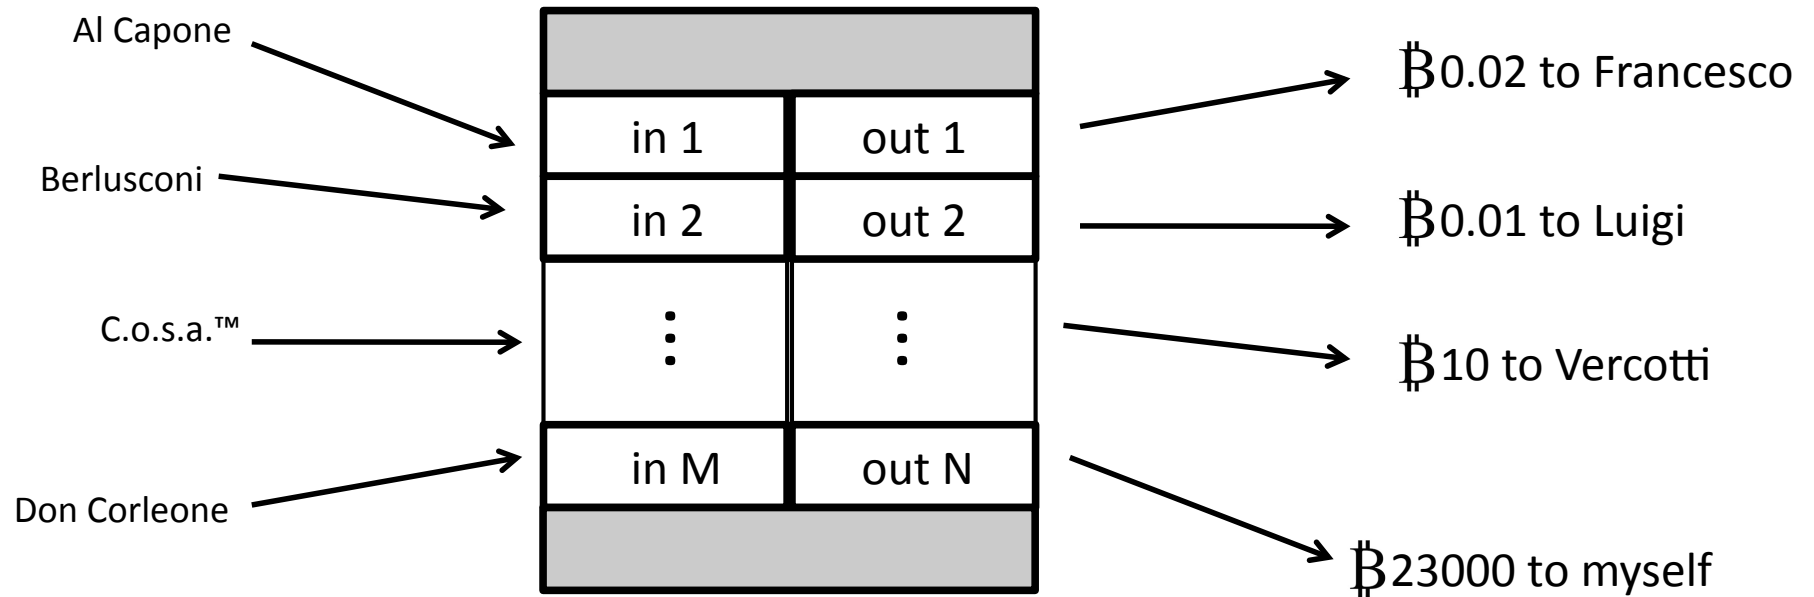 Al Capone
Berlusconi
C.o.s.a.™
Don Corleone
in 1 out 1
in 2 out 2
⋮ ⋮
in M out N
₿0.02 to Francesco
₿0.01 to Luigi
₿10 to Vercotti
₿23000 to myself